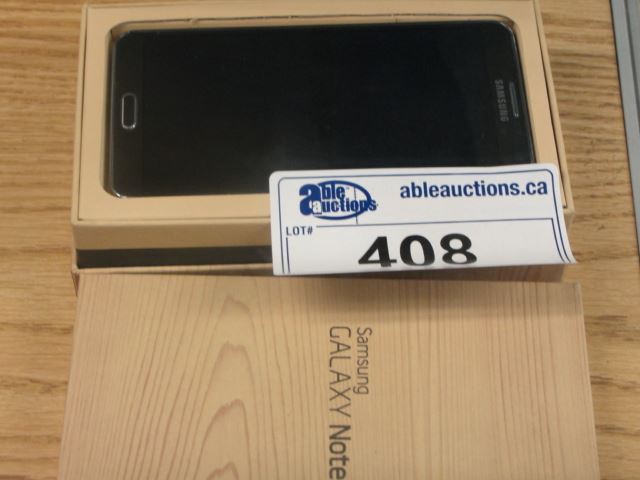 SAMSUNG
able auctions
ableauctions.ca
LOT#
408
Samsung
GALAXY Note